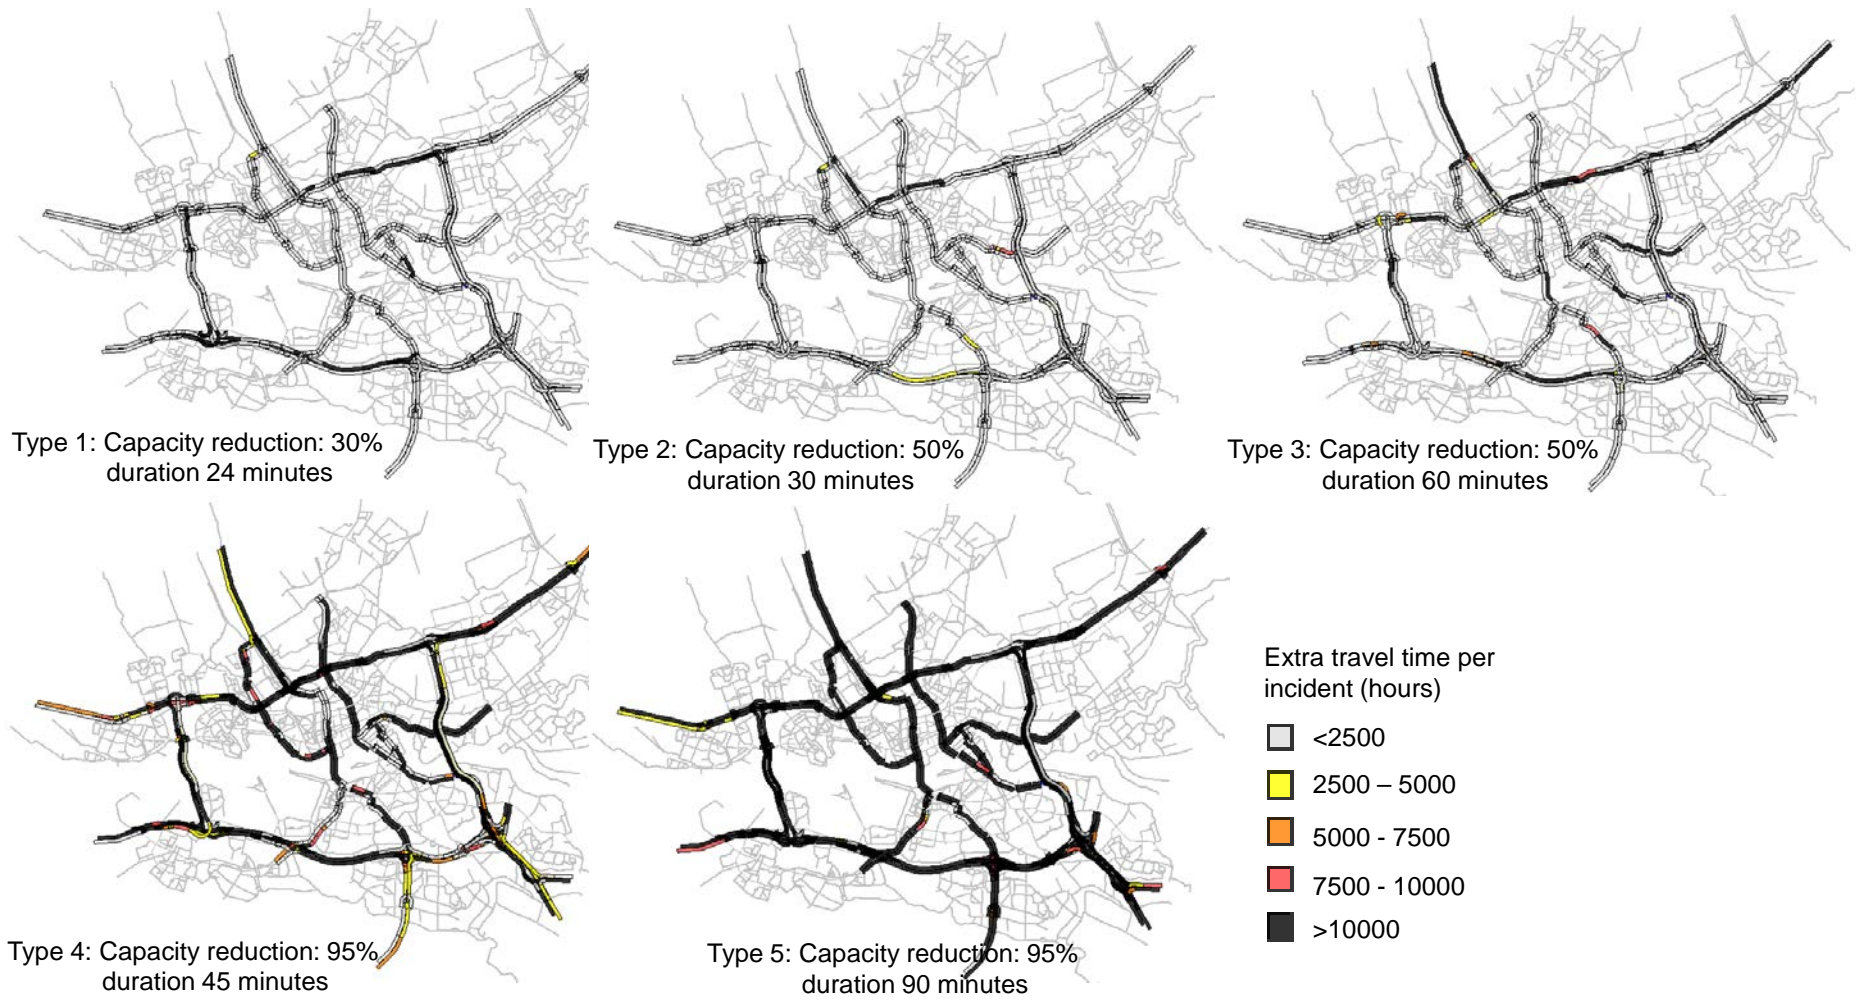 Type 1: Capacity reduction: 30%
duration 24 minutes
Type 2: Capacity reduction: 50%
duration 30 minutes
Type 3: Capacity reduction: 50%
duration 60 minutes
Type 4: Capacity reduction: 95%
duration 45 minutes
Type 5: Capacity reduction: 95%
duration 90 minutes
Extra travel time per
incident (hours)
<2500
2500 – 5000
5000 - 7500
7500 - 10000
>10000